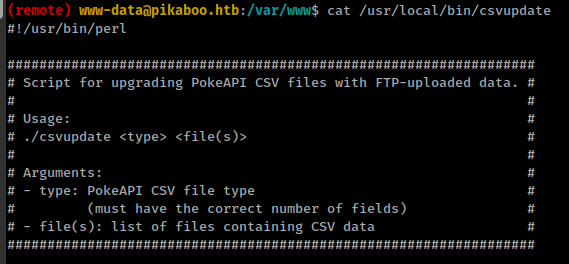 (remote) www-data@pikaboo.htb:/var/www$ cat /usr/local/bin/csvupdate
#!/usr/bin/perl
##################################################################
# Script for upgrading PokeAPI CSV files with FTP-uploaded data. #
#                                                                #
# Usage:                                                         #
# ./csvupdate <type> <file(s)>                                   #
#                                                                #
# Arguments:                                                     #
# - type: PokeAPI CSV file type                                  #
#         (must have the correct number of fields)               #
# - file(s): list of files containing CSV data                   #
##################################################################